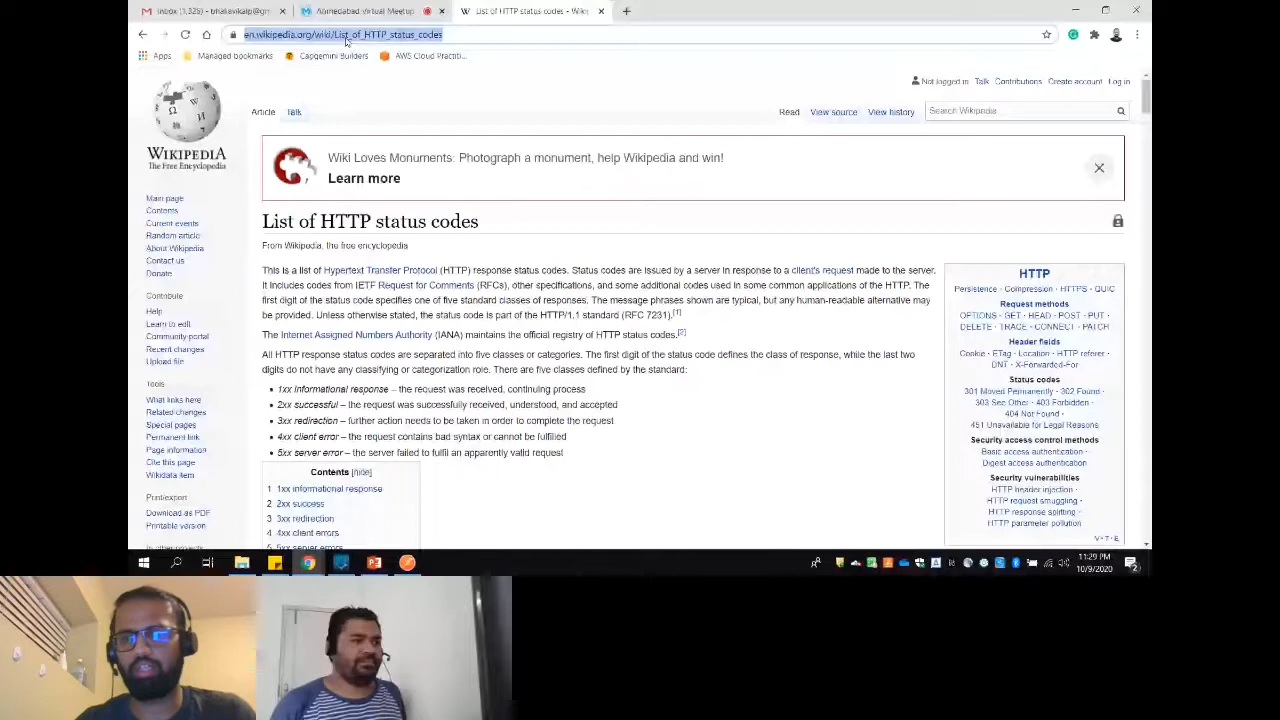 Inbox (1,326) -
Ahmedabad Virtual Meetup
List of HTTP status codes - Wiki
en.wikipedia.org/wiki/List_of_HTTP_status_codes
Apps Managed bookmarks Capgemini Builders AWS Cloud Practiti...
Not logged in Talk Contributions Create account Log in
Article Talk Read View source View history Search Wikipedia
WIKIPEDIA
The Free Encyclopedia
Main page
Contents
Current events
Random article
About Wikipedia
Contact us
Donate
Contribute
Help
Learn to edit
Community portal
Recent changes
Upload file
Tools
What links here
Related changes
Special pages
Permanent link
Page information
Cite this page
Wikidata item
Print/export
Download as PDF
Printable version
In other projects
Wiki Loves Monuments: Photograph a monument, help Wikipedia and win!
Learn more
List of HTTP status codes
From Wikipedia, the free encyclopedia
This is a list of Hypertext Transfer Protocol (HTTP) response status codes. Status codes are issued by a server in response to a client's request made to the server.
It includes codes from IETF Request for Comments (RFCs), other specifications, and some additional codes used in some common applications of the HTTP. The
first digit of the status code specifies one of five standard classes of responses. The message phrases shown are typical, but any human-readable alternative may
be provided. Unless otherwise stated, the status code is part of the HTTP/1.1 standard (RFC 7231).[1]
The Internet Assigned Numbers Authority (IANA) maintains the official registry of HTTP status codes.[2]
All HTTP response status codes are separated into five classes or categories. The first digit of the status code defines the class of response, while the last two
digits do not have any classifying or categorization role. There are five classes defined by the standard:
• 1xx informational response – the request was received, continuing process
• 2xx successful – the request was successfully received, understood, and accepted
• 3xx redirection – further action needs to be taken in order to complete the request
• 4xx client error – the request contains bad syntax or cannot be fulfilled
• 5xx server error – the server failed to fulfil an apparently valid request
Contents [hide]
1 1xx informational response
2 2xx success
3 3xx redirection
4 4xx client errors
5 5xx server errors
HTTP
Persistence · Compression · HTTPS · QUIC
Request methods
OPTIONS · GET · HEAD · POST · PUT ·
DELETE · TRACE · CONNECT · PATCH
Header fields
Cookie · ETag · Location · HTTP referer ·
DNT · X-Forwarded-For
Status codes
301 Moved Permanently · 302 Found ·
303 See Other · 403 Forbidden ·
404 Not Found ·
451 Unavailable for Legal Reasons
Security access control methods
Basic access authentication ·
Digest access authentication
Security vulnerabilities
HTTP header injection ·
HTTP request smuggling ·
HTTP response splitting ·
HTTP parameter pollution
V · T · E
11:29 PM
10/9/2020
2